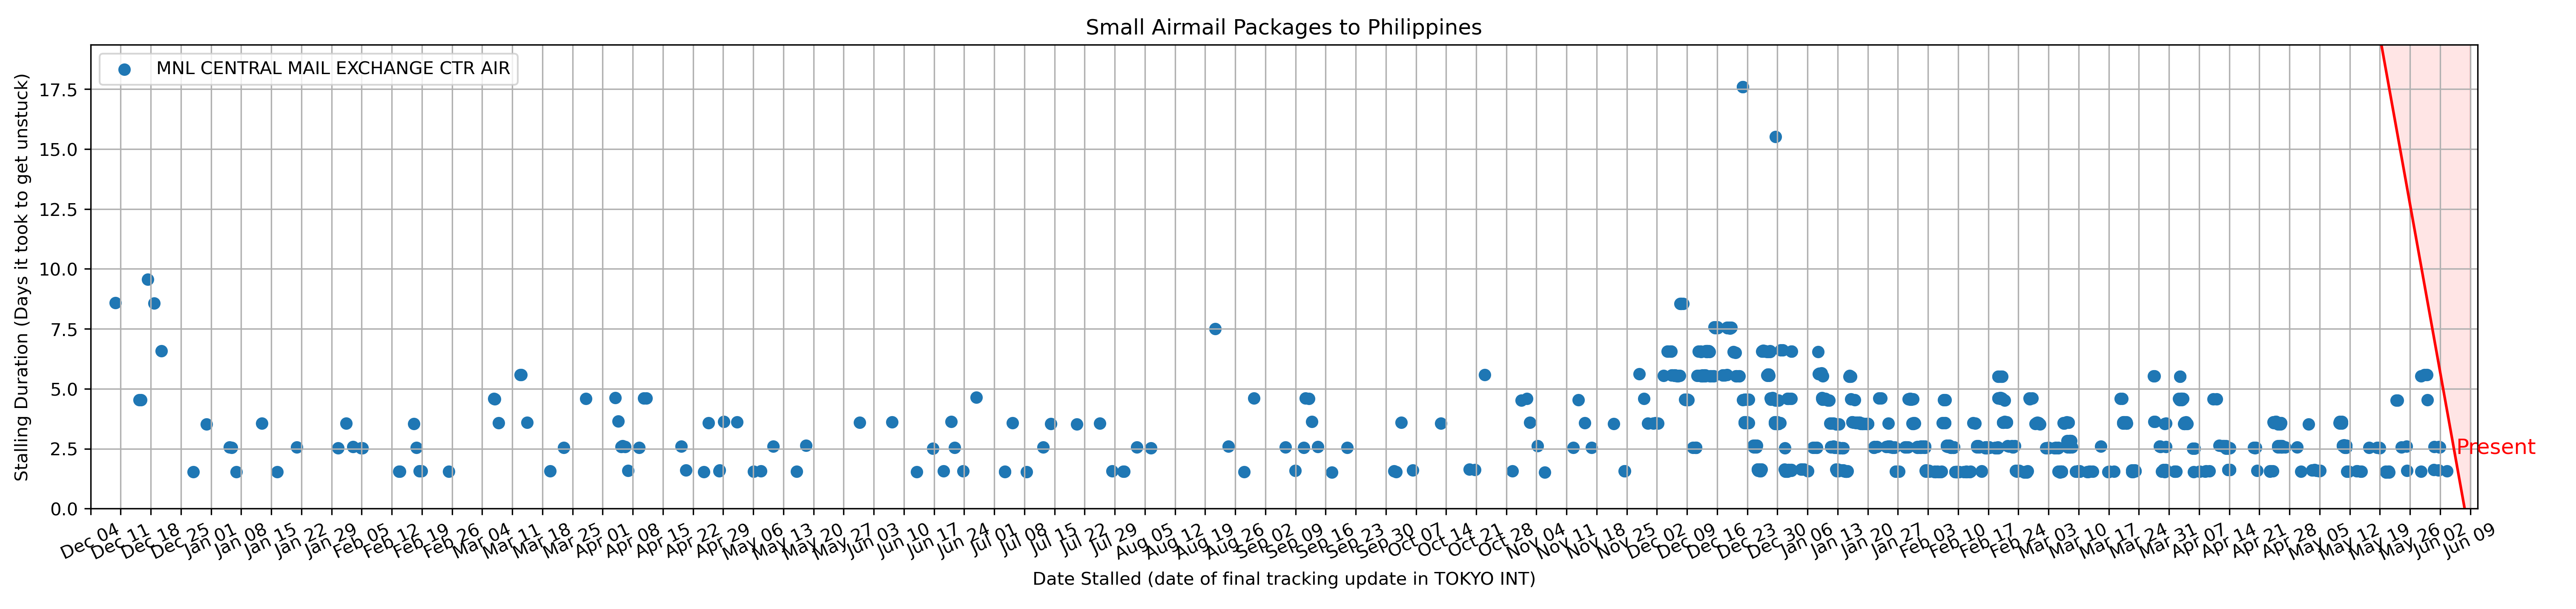 Small Airmail Packages to Philippines
MNL CENTRAL MAIL EXCHANGE CTR AIR
Stalling Duration (Days it took to get unstuck)
17.5
15.0
12.5
10.0
7.5
5.0
2.5
0.0
Present
Dec 04 Dec 11 Dec 18 Dec 25 Jan 01 Jan 08 Jan 15 Jan 22 Jan 29 Feb 05 Feb 12 Feb 19 Feb 26 Mar 04 Mar 11 Mar 18 Mar 25 Apr 01 Apr 08 Apr 15 Apr 22 Apr 29 May 06 May 13 May 20 May 27 Jun 03 Jun 10 Jun 17 Jun 24 Jul 01 Jul 08 Jul 15 Jul 22 Jul 29 Aug 05 Aug 12 Aug 19 Aug 26 Sep 02 Sep 09 Sep 16 Sep 23 Sep 30 Oct 07 Oct 14 Oct 21 Oct 28 Nov 04 Nov 11 Nov 18 Nov 25 Dec 02 Dec 09 Dec 16 Dec 23 Dec 30 Jan 06 Jan 13 Jan 20 Jan 27 Feb 03 Feb 10 Feb 17 Feb 24 Mar 03 Mar 10 Mar 17 Mar 24 Mar 31 Apr 07 Apr 14 Apr 21 Apr 28 May 05 May 12 May 19 May 26 Jun 02 Jun 09
Date Stalled (date of final tracking update in TOKYO INT)